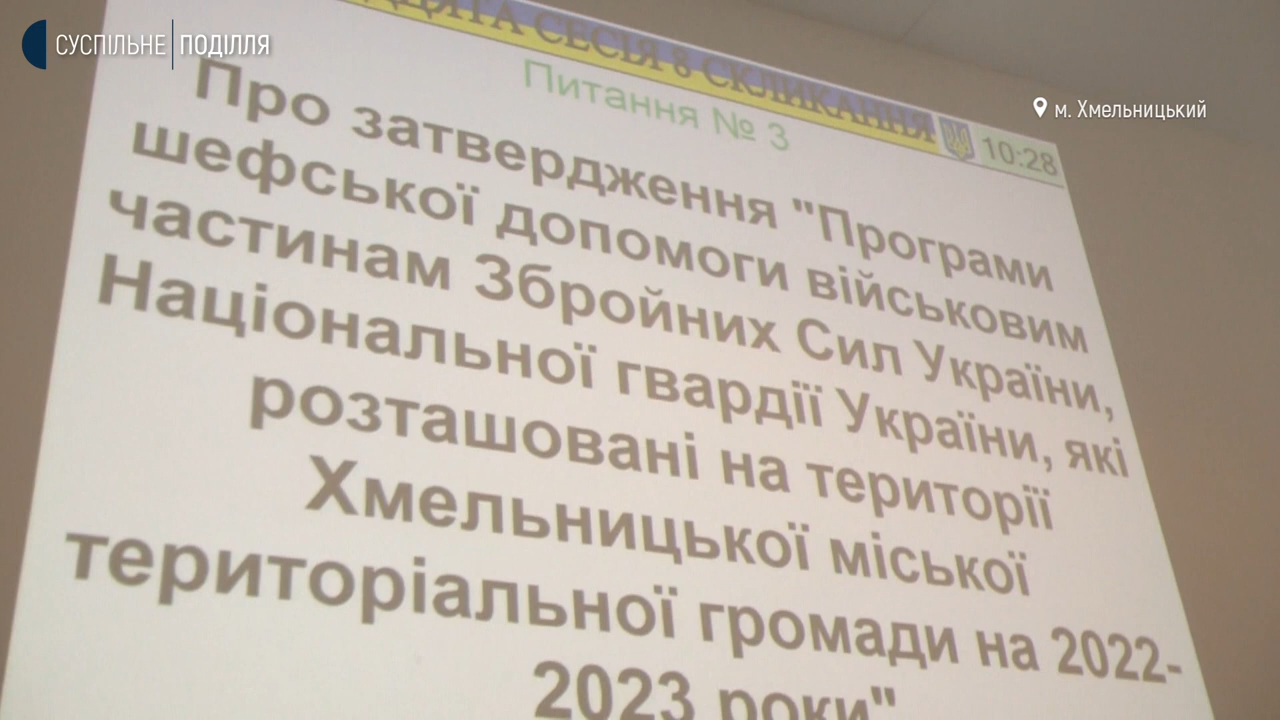 СУСПІЛЬНЕ ПОДІЛЛЯ
м. Хмельницький
СЕСІЯ 8 СКЛИКАННЯ
10:28
Питання № 3
Про затвердження "Програми
шефської допомоги військовим
частинам Збройних Сил України,
Національної гвардії України, які
розташовані на території
Хмельницької міської
територіальної громади на 2022-
2023 роки"